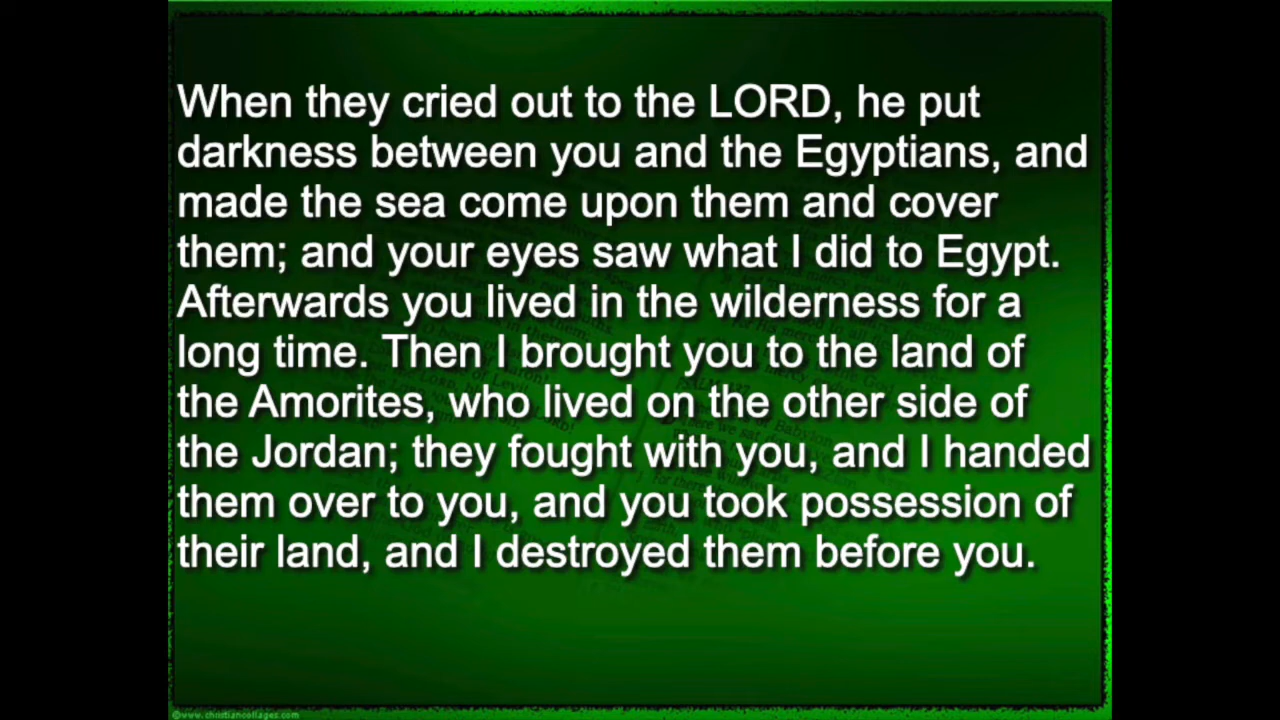 When they cried out to the LORD, he put
darkness between you and the Egyptians, and
made the sea come upon them and cover
them; and your eyes saw what I did to Egypt.
Afterwards you lived in the wilderness for a
long time. Then I brought you to the land of
the Amorites, who lived on the other side of
the Jordan; they fought with you, and I handed
them over to you, and you took possession of
their land, and I destroyed them before you.
©www.christiancollages.com